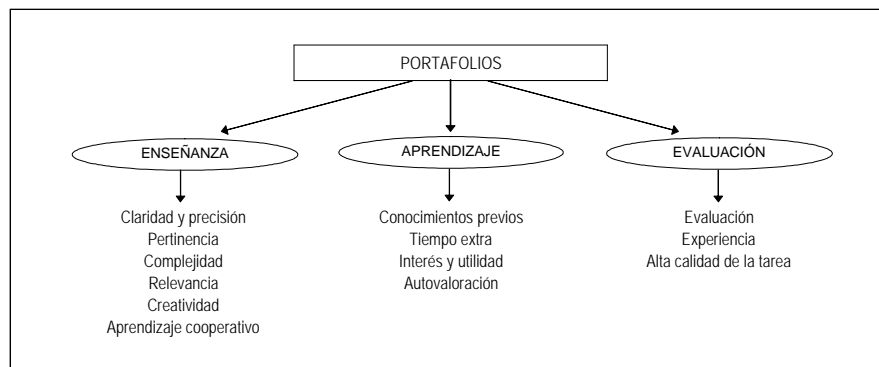 PORTAFOLIOS
ENSEÑANZA
Claridad y precisión
Pertinencia
Complejidad
Relevancia
Creatividad
Aprendizaje cooperativo
APRENDIZAJE
Conocimientos previos
Tiempo extra
Interés y utilidad
Autovaloración
EVALUACIÓN
Evaluación
Experiencia
Alta calidad de la tarea